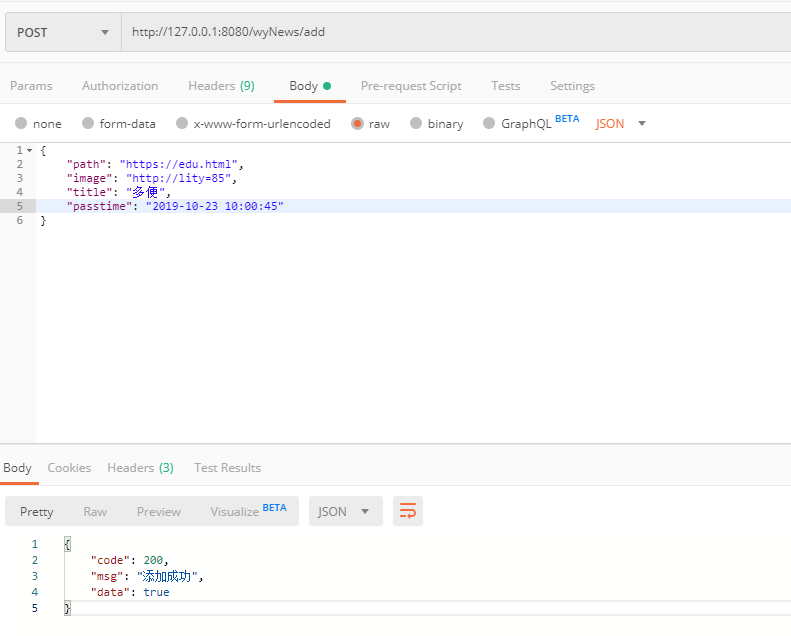 POST http://127.0.0.1:8080/wyNews/add
Params Authorization Headers (9) Body Pre-request Script Tests Settings
none form-data x-www-form-urlencoded raw binary GraphQL BETA JSON
1 {
2 "path": "https://edu.html",
3 "image": "http://lity=85",
4 "title": "多便",
5 "passtime": "2019-10-23 10:00:45"
6 }
Body Cookies Headers (3) Test Results
Pretty Raw Preview Visualize BETA JSON
1 {
2 "code": 200,
3 "msg": "添加成功",
4 "data": true
5 }